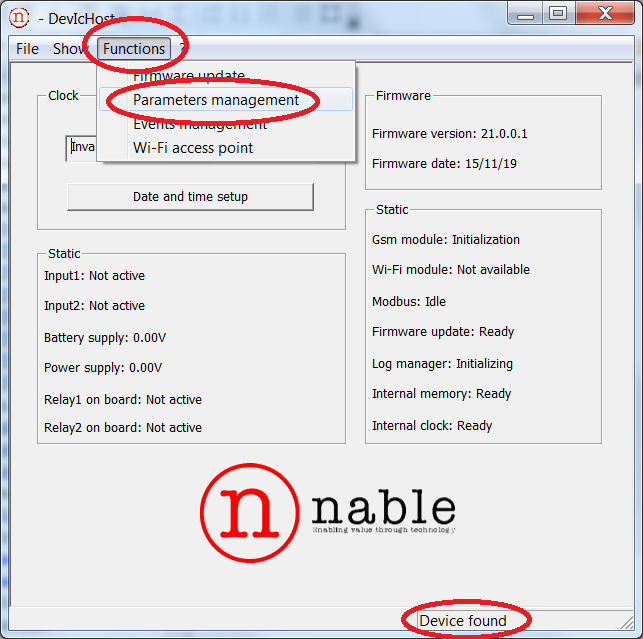 n - DevIcHost
File Show Functions ?
Firmware update
Parameters management
Events management
Wi-Fi access point
Clock
Inva
Date and time setup
Firmware
Firmware version: 21.0.0.1
Firmware date: 15/11/19
Static
Input1: Not active
Input2: Not active
Battery supply: 0.00V
Power supply: 0.00V
Relay1 on board: Not active
Relay2 on board: Not active
Static
Gsm module: Initialization
Wi-Fi module: Not available
Modbus: Idle
Firmware update: Ready
Log manager: Initializing
Internal memory: Ready
Internal clock: Ready
n nable
Enabling value through technology
Device found